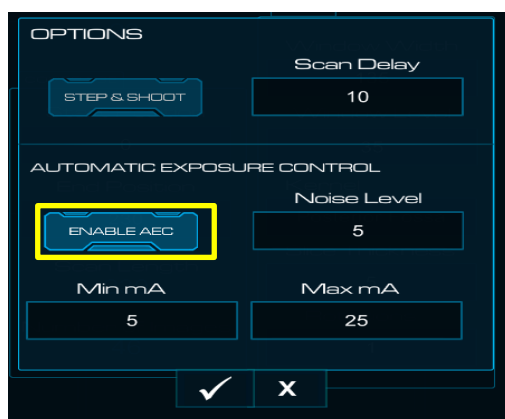 OPTIONS
Scan Delay
STEP & SHOOT
10
AUTOMATIC EXPOSURE CONTROL
Noise Level
ENABLE AEC
5
Min mA
Max mA
5
25
X